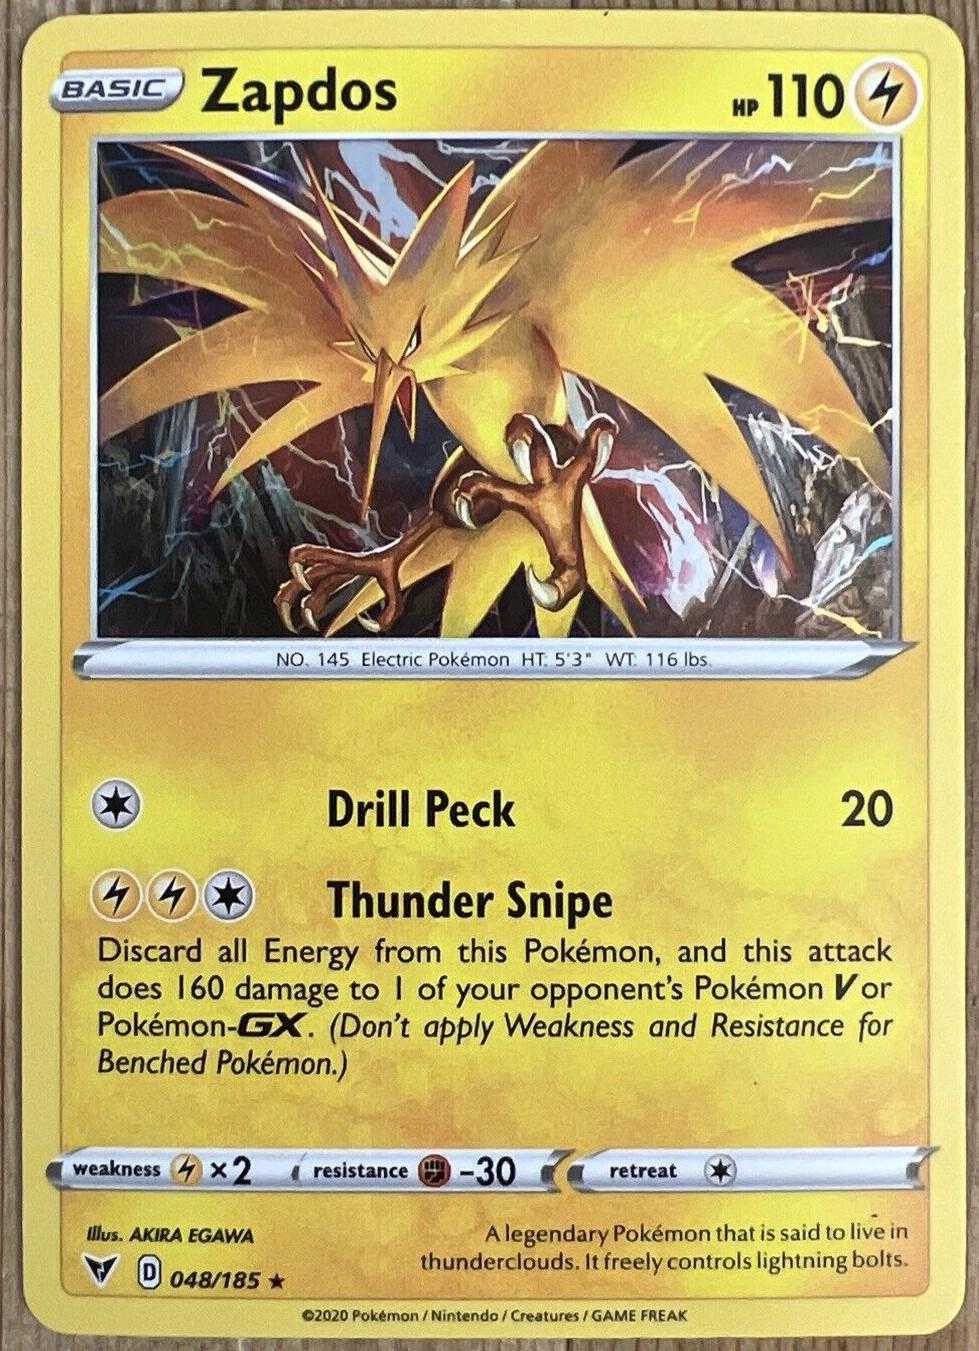 BASIC Zapdos HP 110
NO. 145 Electric Pokémon HT: 5'3" WT: 116 lbs.
Drill Peck 20
Thunder Snipe
Discard all Energy from this Pokémon, and this attack
does 160 damage to 1 of your opponent's Pokémon V or
Pokémon-GX. (Don't apply Weakness and Resistance for
Benched Pokémon.)
weakness ×2 resistance -30 retreat
Illus. AKIRA EGAWA
D 048/185 ★
A legendary Pokémon that is said to live in
thunderclouds. It freely controls lightning bolts.
©2020 Pokémon / Nintendo / Creatures / GAME FREAK